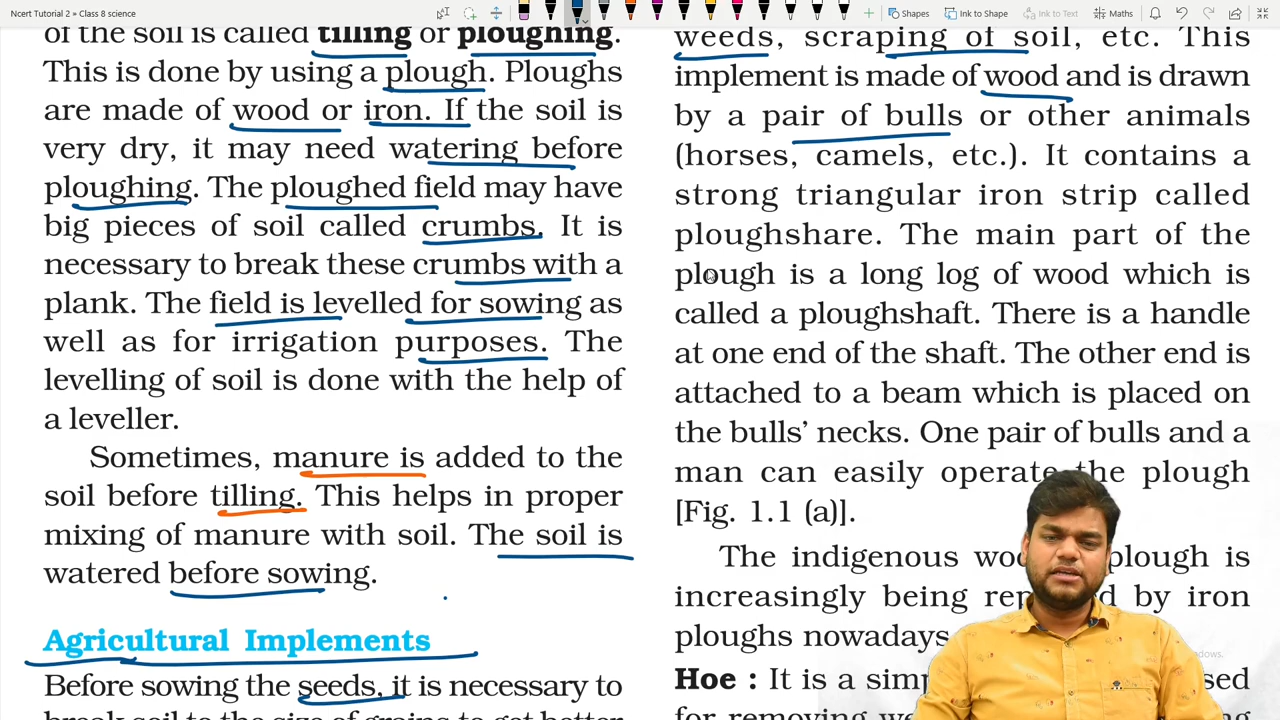 Ncert Tutorial 2 » Class 8 science
Shapes
Ink to Shape
Ink to Text
Maths
of the soil is called tilling or ploughing.
This is done by using a plough. Ploughs
are made of wood or iron. If the soil is
very dry, it may need watering before
ploughing. The ploughed field may have
big pieces of soil called crumbs. It is
necessary to break these crumbs with a
plank. The field is levelled for sowing as
well as for irrigation purposes. The
levelling of soil is done with the help of
a leveller.
Sometimes, manure is added to the
soil before tilling. This helps in proper
mixing of manure with soil. The soil is
watered before sowing.
Agricultural Implements
Before sowing the seeds, it is necessary to
break soil to the size of grains to get better
weeds, scraping of soil, etc. This
implement is made of wood and is drawn
by a pair of bulls or other animals
(horses, camels, etc.). It contains a
strong triangular iron strip called
ploughshare. The main part of the
plough is a long log of wood which is
called a ploughshaft. There is a handle
at one end of the shaft. The other end is
attached to a beam which is placed on
the bulls' necks. One pair of bulls and a
man can easily operate the plough
[Fig. 1.1 (a)].
The indigenous plough is
increasingly being by iron
ploughs nowadays
Hoe : It is a
for removing